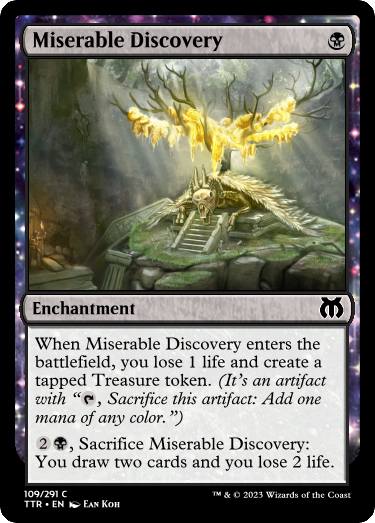 Miserable Discovery
Enchantment
When Miserable Discovery enters the
battlefield, you lose 1 life and create a
tapped Treasure token. (It's an artifact
with “, Sacrifice this artifact: Add one
mana of any color.”)
2, Sacrifice Miserable Discovery:
You draw two cards and you lose 2 life.
109/291 C
TTR • EN Ean Koh
™ & © 2023 Wizards of the Coast